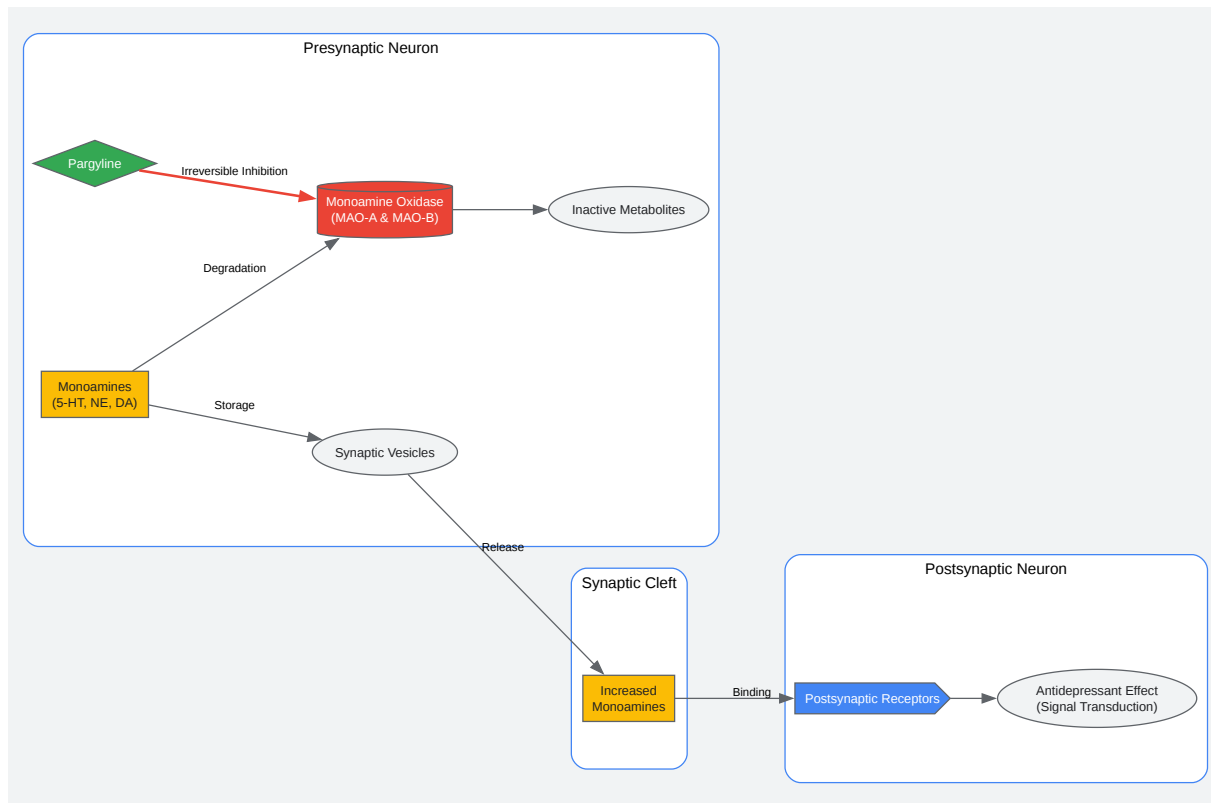 Presynaptic Neuron
Pargyline
Irreversible Inhibition
Monoamine Oxidase
(MAO-A & MAO-B)
Inactive Metabolites
Degradation
Monoamines
(5-HT, NE, DA)
Storage
Synaptic Vesicles
Release
Synaptic Cleft
Increased
Monoamines
Binding
Postsynaptic Neuron
Postsynaptic Receptors
Antidepressant Effect
(Signal Transduction)